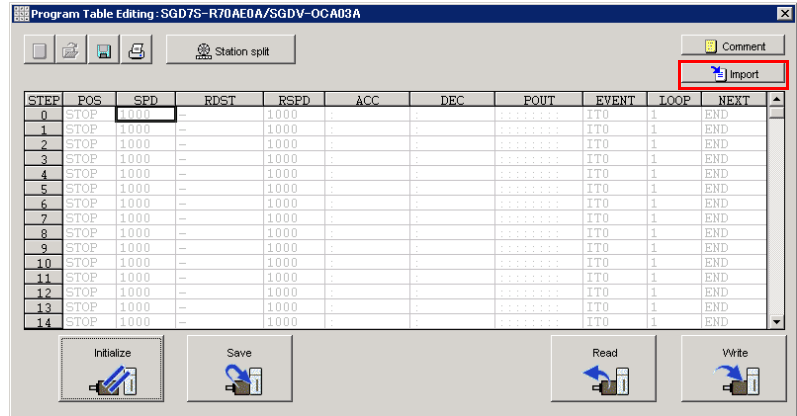 Program Table Editing : SGD7S-R70AE0A/SGDV-OCA03A
Station split
Comment
Import
STEP POS SPD RDST RSPD ACC DEC POUT EVENT LOOP NEXT
0 STOP 1000 – 1000 : : : : : : : : : IT0 1 END
1 STOP 1000 – 1000 : : : : : : : : : IT0 1 END
2 STOP 1000 – 1000 : : : : : : : : : IT0 1 END
3 STOP 1000 – 1000 : : : : : : : : : IT0 1 END
4 STOP 1000 – 1000 : : : : : : : : : IT0 1 END
5 STOP 1000 – 1000 : : : : : : : : : IT0 1 END
6 STOP 1000 – 1000 : : : : : : : : : IT0 1 END
7 STOP 1000 – 1000 : : : : : : : : : IT0 1 END
8 STOP 1000 – 1000 : : : : : : : : : IT0 1 END
9 STOP 1000 – 1000 : : : : : : : : : IT0 1 END
10 STOP 1000 – 1000 : : : : : : : : : IT0 1 END
11 STOP 1000 – 1000 : : : : : : : : : IT0 1 END
12 STOP 1000 – 1000 : : : : : : : : : IT0 1 END
13 STOP 1000 – 1000 : : : : : : : : : IT0 1 END
14 STOP 1000 – 1000 : : : : : : : : : IT0 1 END
Initialize Save Read Write